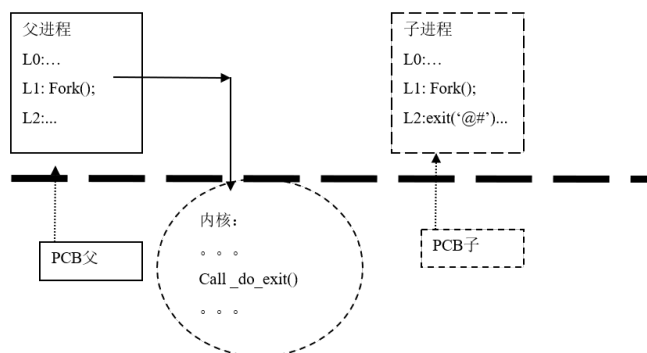 父进程
L0:…
L1: Fork();
L2:...
子进程
L0:…
L1: Fork();
L2:exit(‘@#’)...
内核：
。。。
Call _do_exit()
。。。
PCB父
PCB子